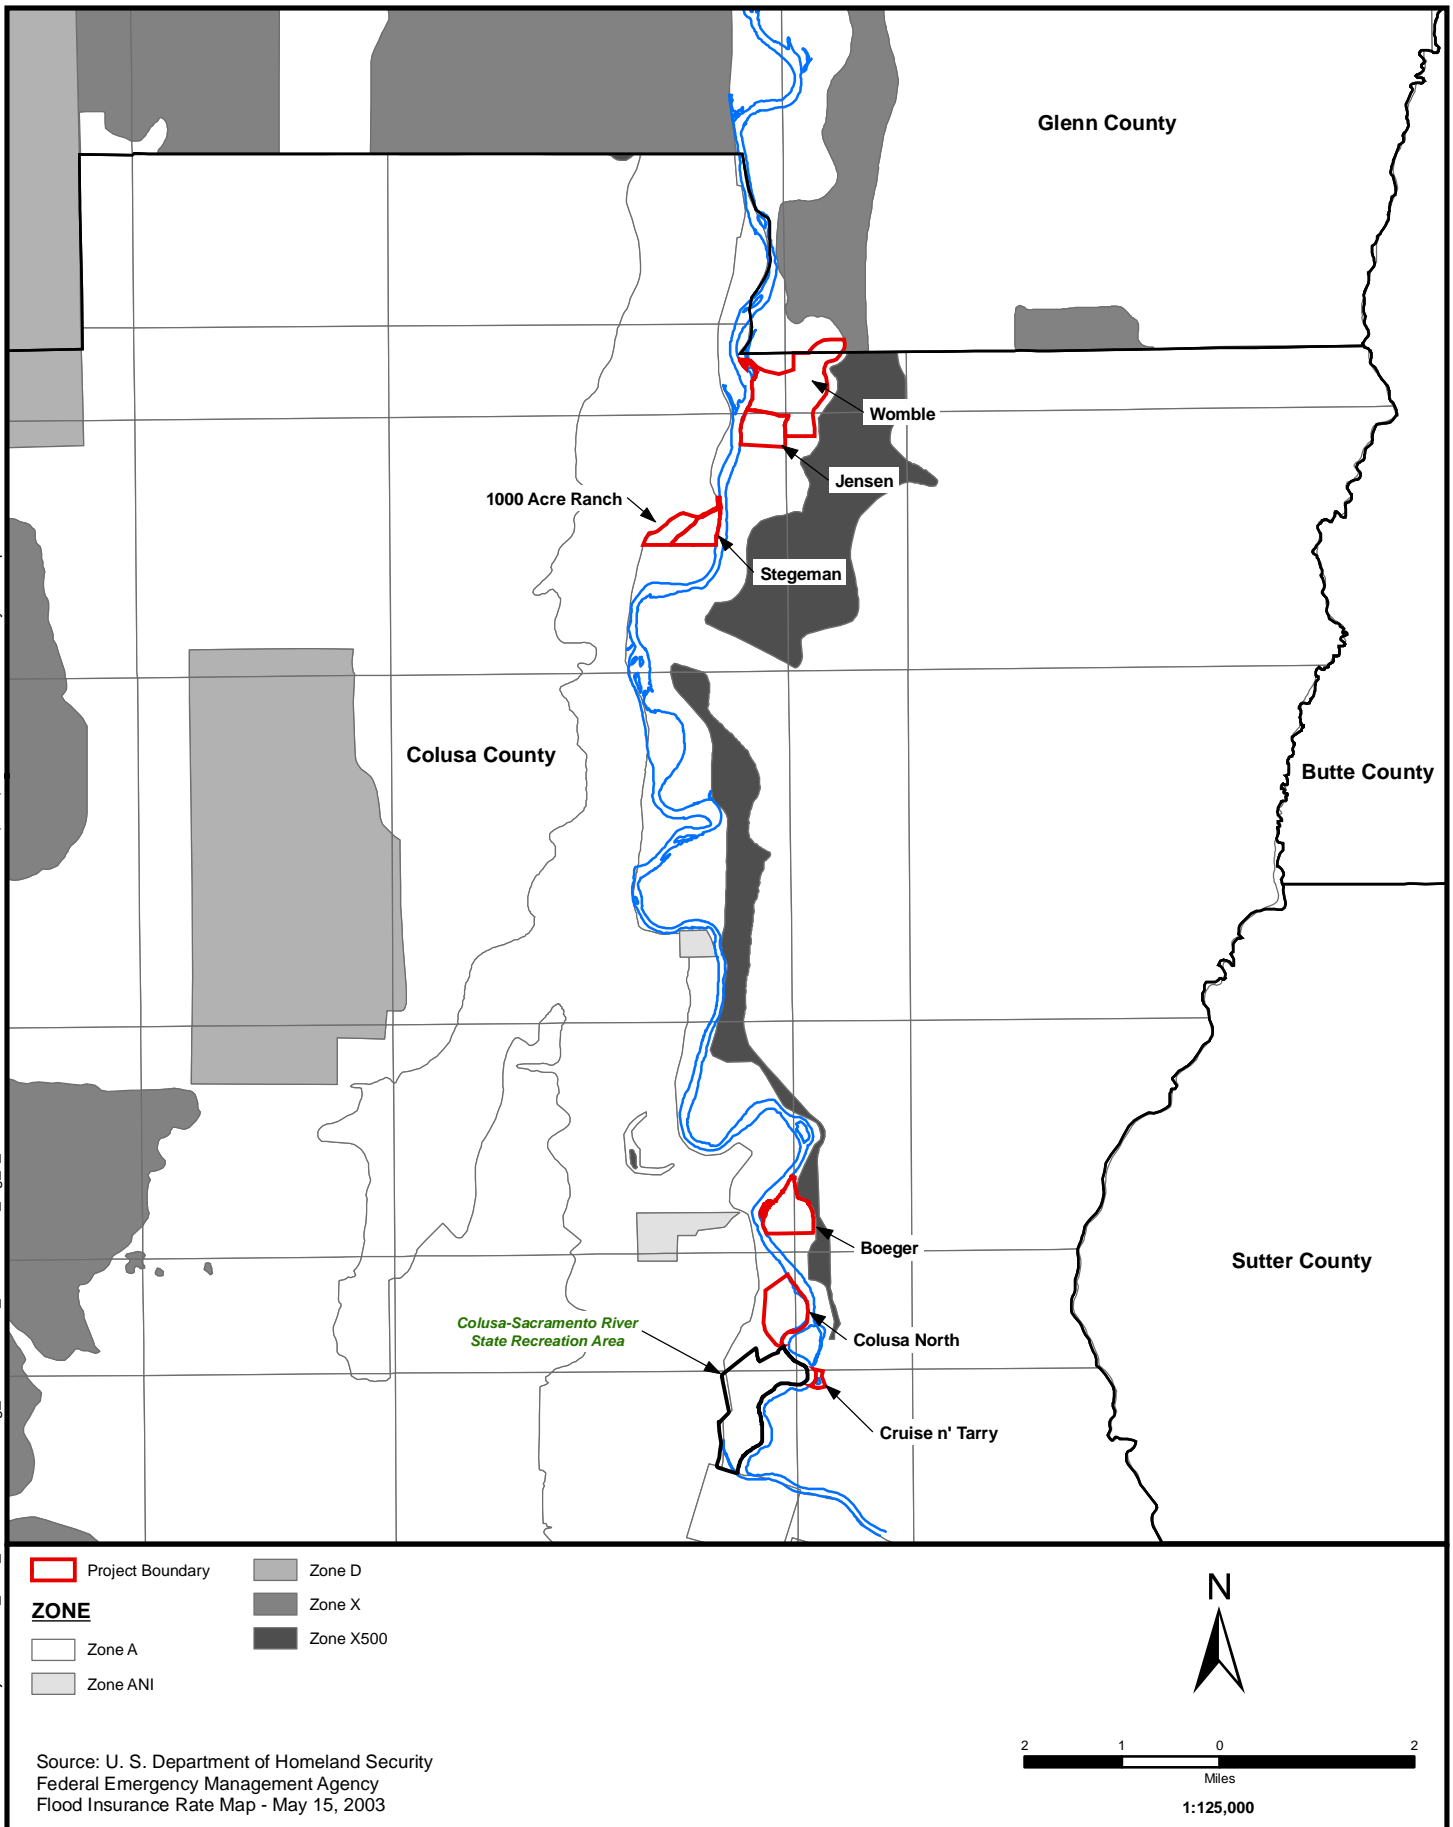 Glenn County
Womble
Jensen
1000 Acre Ranch
Stegeman
Colusa County
Butte County
Boeger
Sutter County
Colusa-Sacramento River
State Recreation Area
Colusa North
Cruise n' Tarry
Project Boundary
ZONE
Zone A
Zone ANI
Zone D
Zone X
Zone X500
N
Source: U. S. Department of Homeland Security
Federal Emergency Management Agency
Flood Insurance Rate Map - May 15, 2003
2 1 0 2
Miles
1:125,000